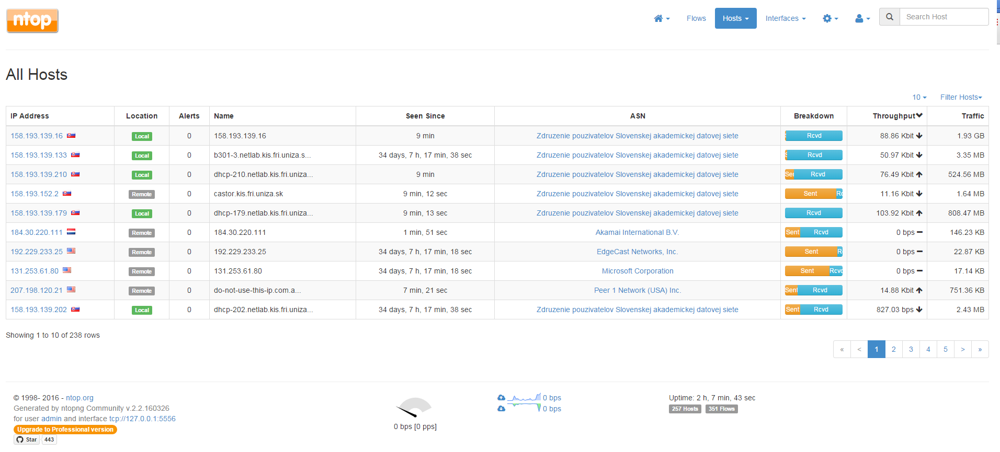 ntop
Flows Hosts Interfaces Search Host
All Hosts
10 Filter Hosts
IP Address Location Alerts Name Seen Since ASN Breakdown Throughput Traffic
158.193.139.16 Local 0 158.193.139.16 9 min Zdruzenie pouzivatelov Slovenskej akademickej datovej siete Rcvd 88.86 Kbit 1.93 GB
158.193.139.133 Local 0 b301-3.netlab.kis.fri.uniza.s... 34 days, 7 h, 17 min, 38 sec Zdruzenie pouzivatelov Slovenskej akademickej datovej siete Rcvd 50.97 Kbit 3.35 MB
158.193.139.210 Local 0 dhcp-210.netlab.kis.fri.uniza... 9 min Zdruzenie pouzivatelov Slovenskej akademickej datovej siete Sen Rcvd 76.49 Kbit 524.56 MB
158.193.152.2 Remote 0 castor.kis.fri.uniza.sk 9 min, 12 sec Zdruzenie pouzivatelov Slovenskej akademickej datovej siete Sent Rc 11.16 Kbit 1.64 MB
158.193.139.179 Local 0 dhcp-179.netlab.kis.fri.uniza... 9 min, 13 sec Zdruzenie pouzivatelov Slovenskej akademickej datovej siete Rcvd 103.92 Kbit 808.47 MB
184.30.220.111 Remote 0 184.30.220.111 1 min, 51 sec Akamai International B.V. Sent Rcvd 0 bps 146.23 KB
192.229.233.25 Remote 0 192.229.233.25 34 days, 7 h, 17 min, 18 sec EdgeCast Networks, Inc. Sent R 0 bps 22.87 KB
131.253.61.80 Remote 0 131.253.61.80 34 days, 7 h, 17 min, 18 sec Microsoft Corporation Sent Rcvd 0 bps 17.14 KB
207.198.120.21 Remote 0 do-not-use-this-ip.com.a... 7 min, 21 sec Peer 1 Network (USA) Inc. Sent Rcvd 14.88 Kbit 751.36 KB
158.193.139.202 Local 0 dhcp-202.netlab.kis.fri.uniza... 34 days, 7 h, 17 min, 38 sec Zdruzenie pouzivatelov Slovenskej akademickej datovej siete Sent Rcvd 827.03 bps 2.43 MB
Showing 1 to 10 of 238 rows
« < 1 2 3 4 5 > »
© 1998- 2016 - ntop.org
Generated by ntopng Community v.2.2.160326
for user admin and interface tcp://127.0.0.1:5556
Upgrade to Professional version
Star 443
0 bps [0 pps]
0 bps
0 bps
Uptime: 2 h, 7 min, 43 sec
257 Hosts 351 Flows